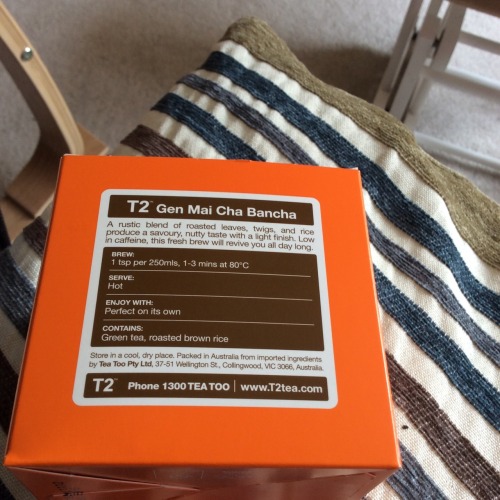 T2™ Gen Mai Cha Bancha
A rustic blend of roasted leaves, twigs, and rice
produce a savoury, nutty taste with a light finish. Low
in caffeine, this fresh brew will revive you all day long.
BREW:
1 tsp per 250mls, 1-3 mins at 80°C
SERVE:
Hot
ENJOY WITH:
Perfect on its own
CONTAINS:
Green tea, roasted brown rice
Store in a cool, dry place. Packed in Australia from imported ingredients
by Tea Too Pty Ltd, 37-51 Wellington St., Collingwood, VIC 3066, Australia.
T2™ Phone 1300 TEA TOO | www.T2tea.com